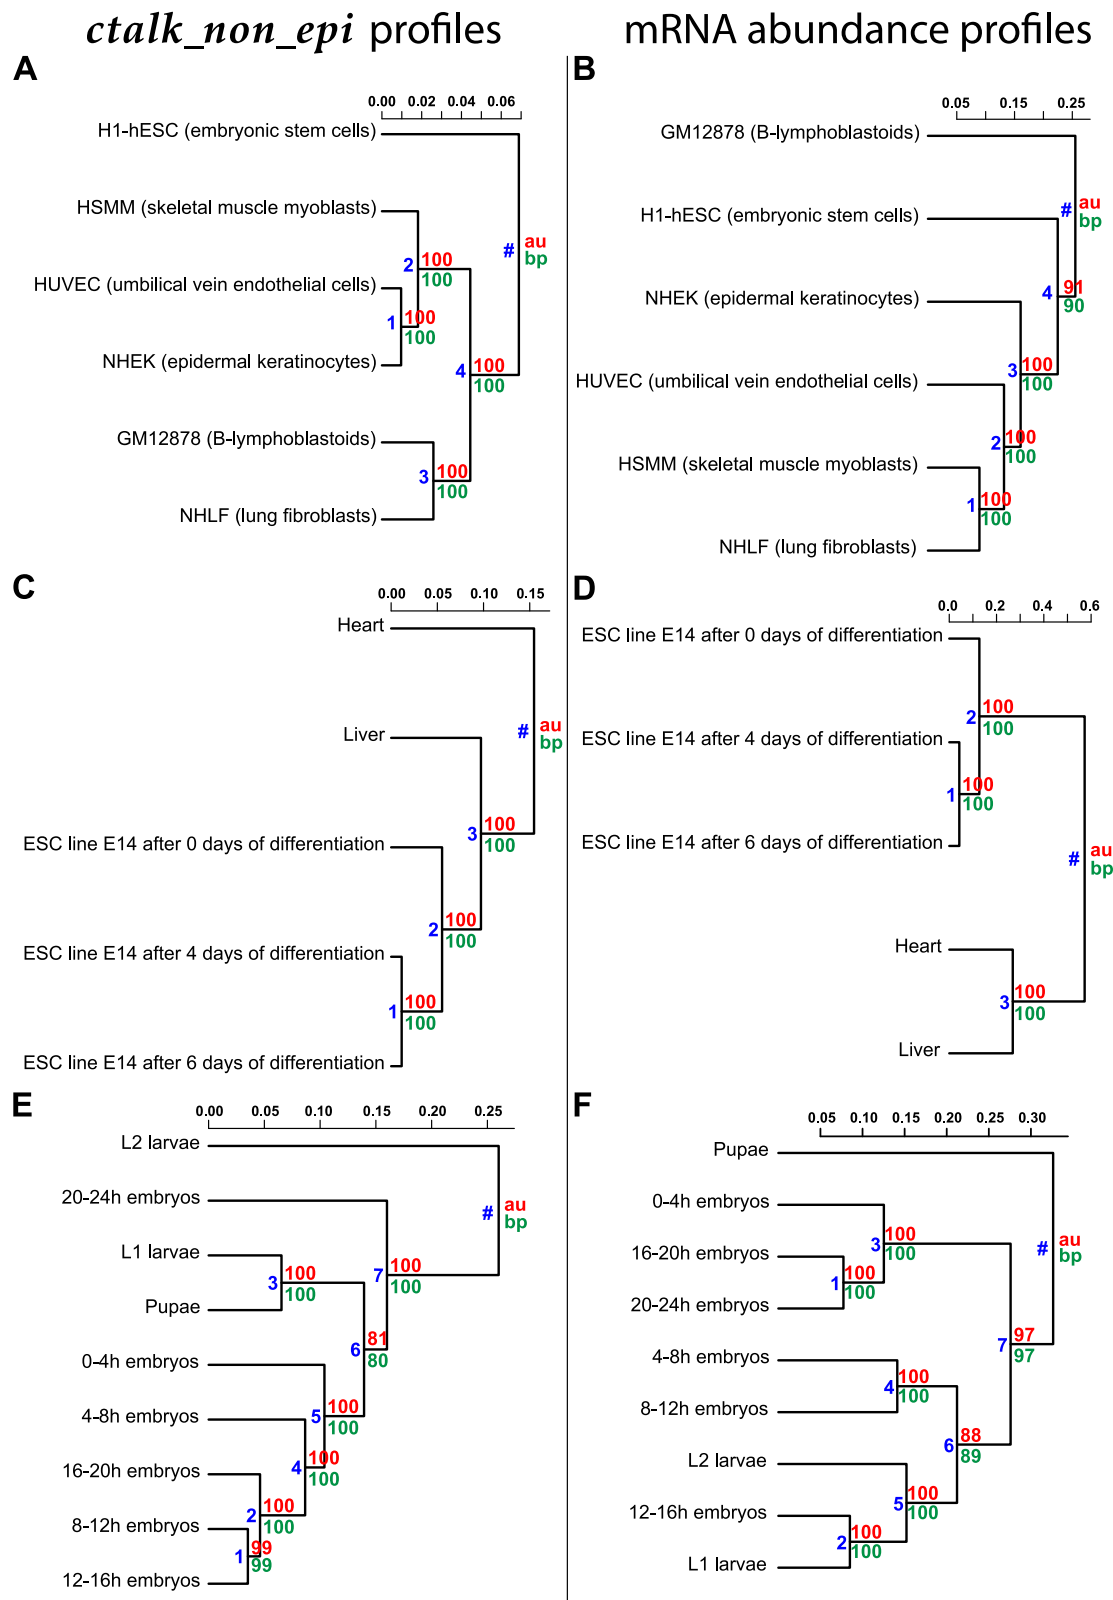 ctalk_non_epi profiles
mRNA abundance profiles
A
0.00 0.02 0.04 0.06
H1-hESC (embryonic stem cells)
HSMM (skeletal muscle myoblasts)
# au
bp
2 100
100
HUVEC (umbilical vein endothelial cells)
1 100
100
NHEK (epidermal keratinocytes)
4 100
100
GM12878 (B-lymphoblastoids)
3 100
100
NHLF (lung fibroblasts)
B
0.05 0.15 0.25
GM12878 (B-lymphoblastoids)
# au
bp
H1-hESC (embryonic stem cells)
4 91
90
NHEK (epidermal keratinocytes)
3 100
100
HUVEC (umbilical vein endothelial cells)
2 100
100
HSMM (skeletal muscle myoblasts)
1 100
100
NHLF (lung fibroblasts)
C
0.00 0.05 0.10 0.15
Heart
# au
bp
Liver
3 100
100
ESC line E14 after 0 days of differentiation
2 100
100
ESC line E14 after 4 days of differentiation
1 100
100
ESC line E14 after 6 days of differentiation
D
0.0 0.2 0.4 0.6
ESC line E14 after 0 days of differentiation
2 100
100
ESC line E14 after 4 days of differentiation
1 100
100
ESC line E14 after 6 days of differentiation
# au
bp
Heart
3 100
100
Liver
E
0.00 0.05 0.10 0.15 0.20 0.25
L2 larvae
20-24h embryos
# au
bp
L1 larvae
7 100
100
3 100
100
Pupae
6 81
80
0-4h embryos
5 100
100
4-8h embryos
4 100
100
16-20h embryos
2 100
100
8-12h embryos
1 99
99
12-16h embryos
F
0.05 0.10 0.15 0.20 0.25 0.30
Pupae
0-4h embryos
3 100
100
# au
bp
16-20h embryos
1 100
100
20-24h embryos
7 97
97
4-8h embryos
4 100
100
8-12h embryos
6 88
89
L2 larvae
5 100
100
12-16h embryos
2 100
100
L1 larvae